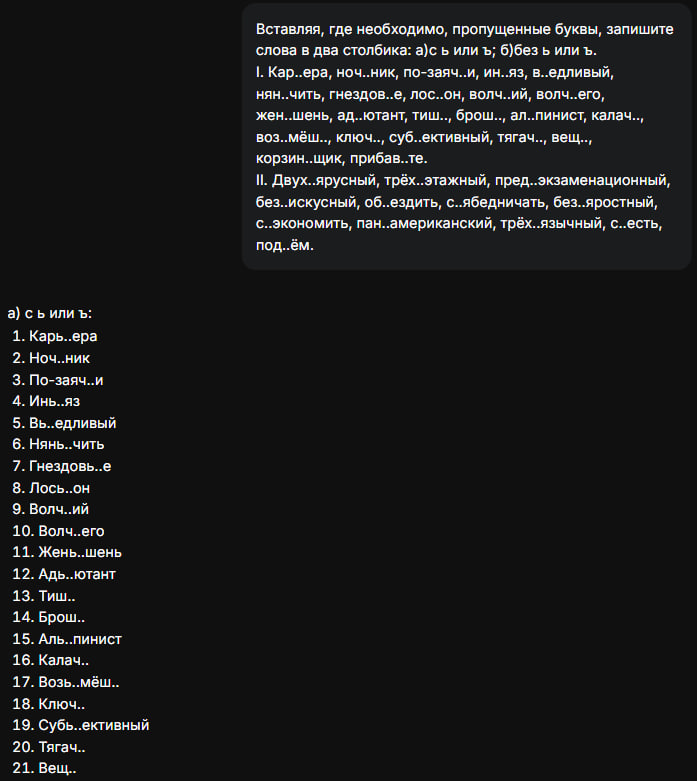 Вставляя, где необходимо, пропущенные буквы, запишите
слова в два столбика: а)с ь или ъ; б)без ь или ъ.
I. Кар..ера, ноч..ник, по-заяч..и, ин..яз, в..едливый,
нян..чить, гнездов..е, лос..он, волч..ий, волч..его,
жен..шень, ад..ютант, тиш.., брош.., ал..пинист, калач..,
воз..мёш.., ключ.., суб..ективный, тягач.., вещ..,
корзин..щик, прибав..те.
II. Двух..ярусный, трёх..этажный, пред..экзаменационный,
без..искусный, об..ездить, с..ябедничать, без..яростный,
с..экономить, пан..американский, трёх..язычный, с..есть,
под..ём.
а) с ь или ъ:
1. Карь..ера
2. Ноч..ник
3. По-заяч..и
4. Инь..яз
5. Вь..едливый
6. Нянь..чить
7. Гнездовь..е
8. Лось..он
9. Волч..ий
10. Волч..его
11. Жень..шень
12. Адь..ютант
13. Тиш..
14. Брош..
15. Аль..пинист
16. Калач..
17. Возь..мёш..
18. Ключ..
19. Субь..ективный
20. Тягач..
21. Вещ..